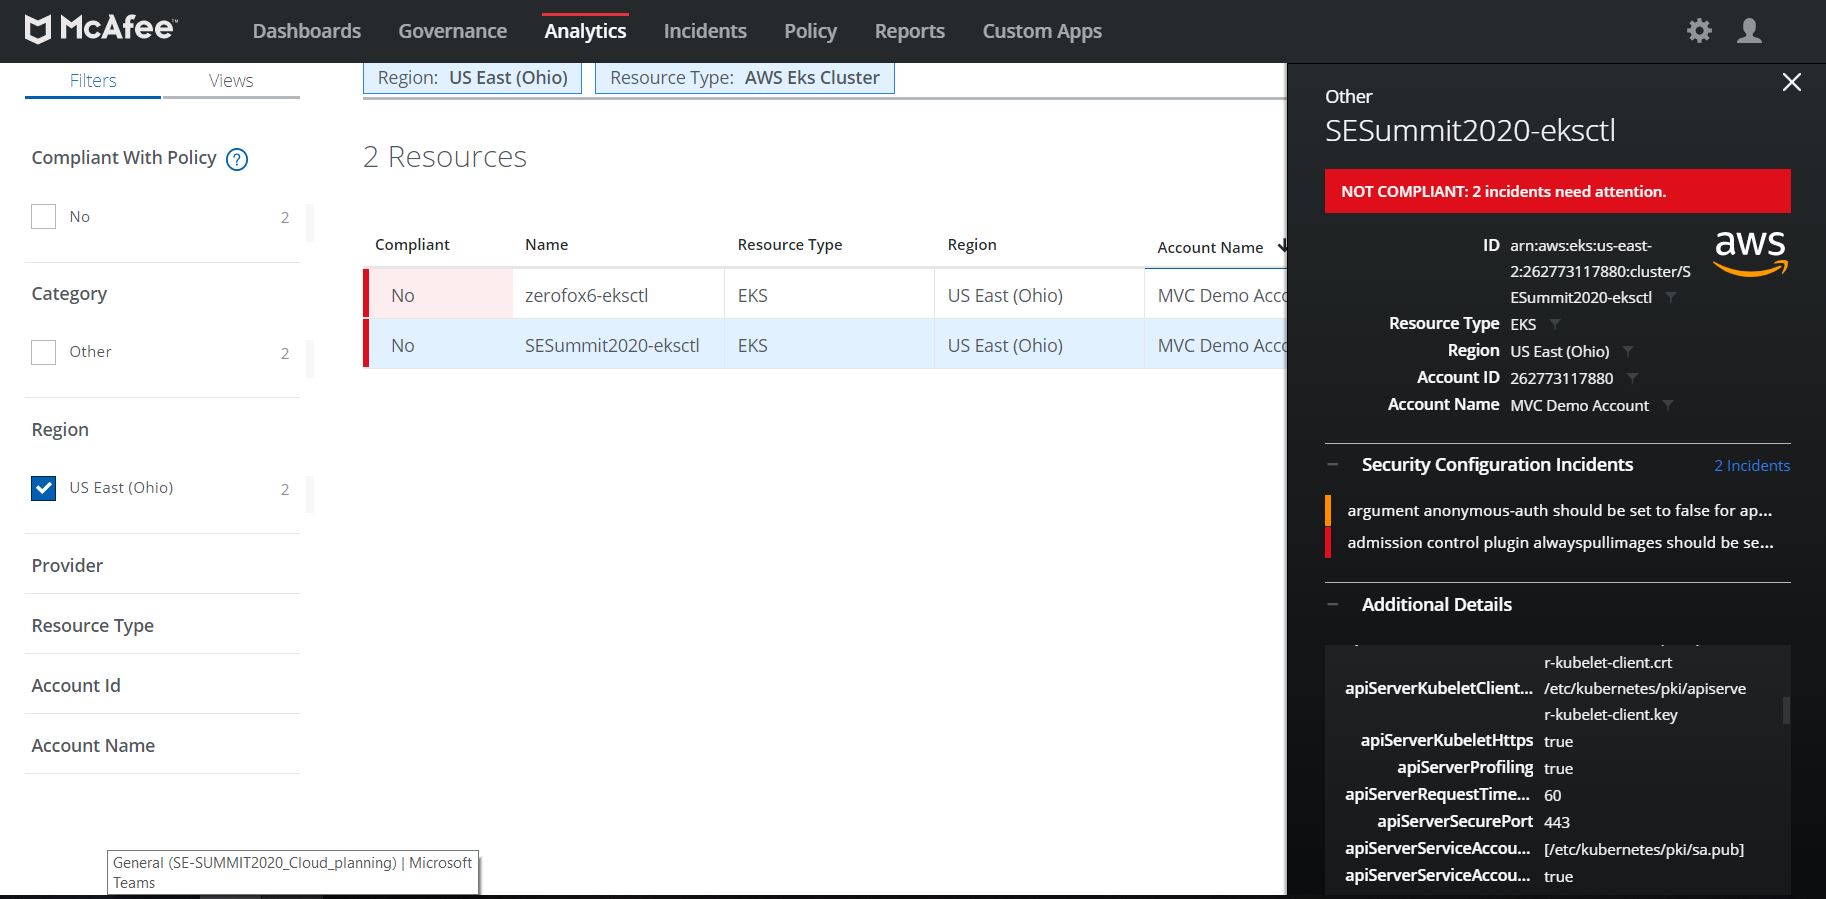 McAfee™
Dashboards Governance Analytics Incidents Policy Reports Custom Apps
Filters Views
Compliant With Policy ?
No 2
Category
Other 2
Region
US East (Ohio) 2
Provider
Resource Type
Account Id
Account Name
Region: US East (Ohio) Resource Type: AWS Eks Cluster
2 Resources
Compliant Name Resource Type Region Account Name
No zerofox6-eksctl EKS US East (Ohio) MVC Demo Acco
No SESummit2020-eksctl EKS US East (Ohio) MVC Demo Acco
General (SE-SUMMIT2020_Cloud_planning) | Microsoft
Teams
Other
SESummit2020-eksctl
NOT COMPLIANT: 2 incidents need attention.
aws
ID arn:aws:eks:us-east-
2:262773117880:cluster/S
ESummit2020-eksctl
Resource Type EKS
Region US East (Ohio)
Account ID 262773117880
Account Name MVC Demo Account
Security Configuration Incidents 2 Incidents
argument anonymous-auth should be set to false for ap...
admission control plugin alwayspullimages should be se...
Additional Details
r-kubelet-client.crt
apiServerKubeletClient... /etc/kubernetes/pki/apiserve
r-kubelet-client.key
apiServerKubeletHttps true
apiServerProfiling true
apiServerRequestTime... 60
apiServerSecurePort 443
apiServerServiceAccou... [/etc/kubernetes/pki/sa.pub]
apiServerServiceAccou... true